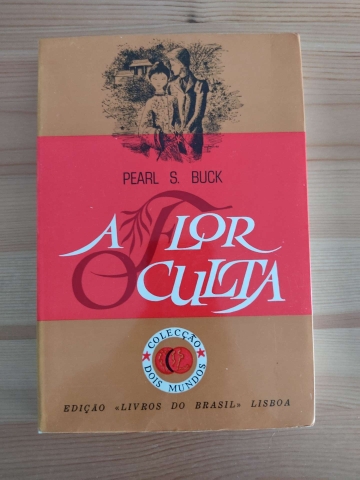 PEARL S. BUCK
A FLOR
OCULTA
COLECÇÃO
DOIS MUNDOS
EDIÇÃO «LIVROS DO BRASIL» LISBOA